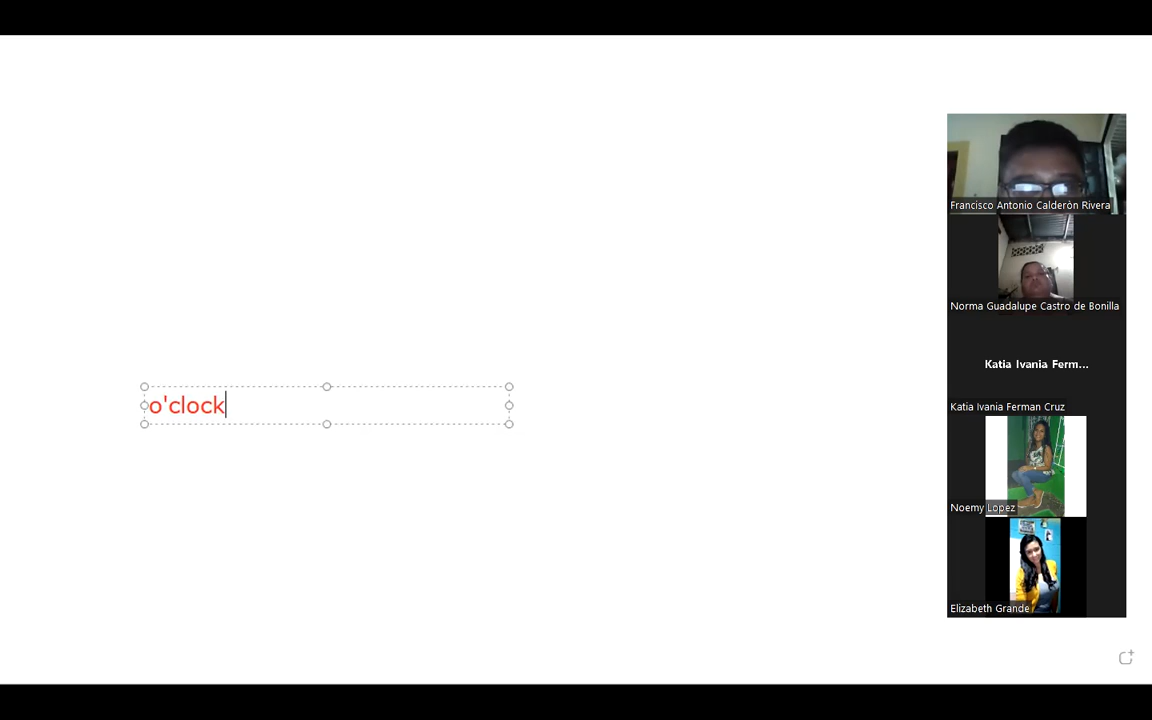 o'clock
Francisco Antonio Calderòn Rivera
Norma Guadalupe Castro de Bonilla
Katia Ivania Ferm...
Katia Ivania Ferman Cruz
Noemy Lopez
Elizabeth Grande